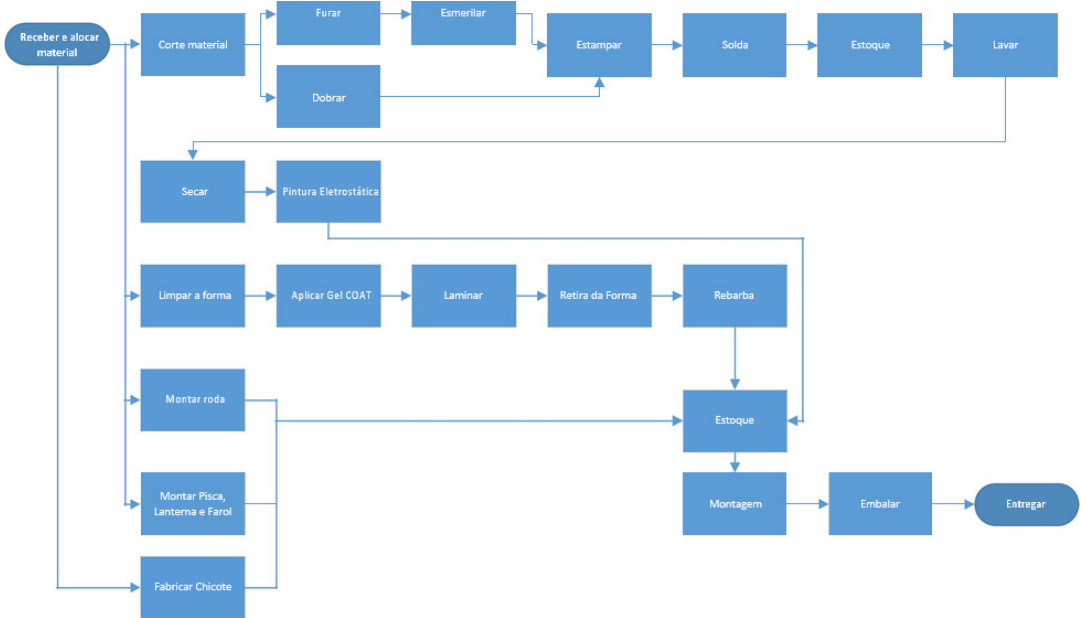 Receber e alocar
material
Corte material
Furar
Esmerilar
Estampar
Solda
Estoque
Lavar
Dobrar
Secar
Pintura Eletrostática
Limpar a forma
Aplicar Gel COAT
Laminar
Retira da Forma
Rebarba
Montar roda
Estoque
Montar Pisca,
Lanterna e Farol
Montagem
Embalar
Entregar
Fabricar Chicote